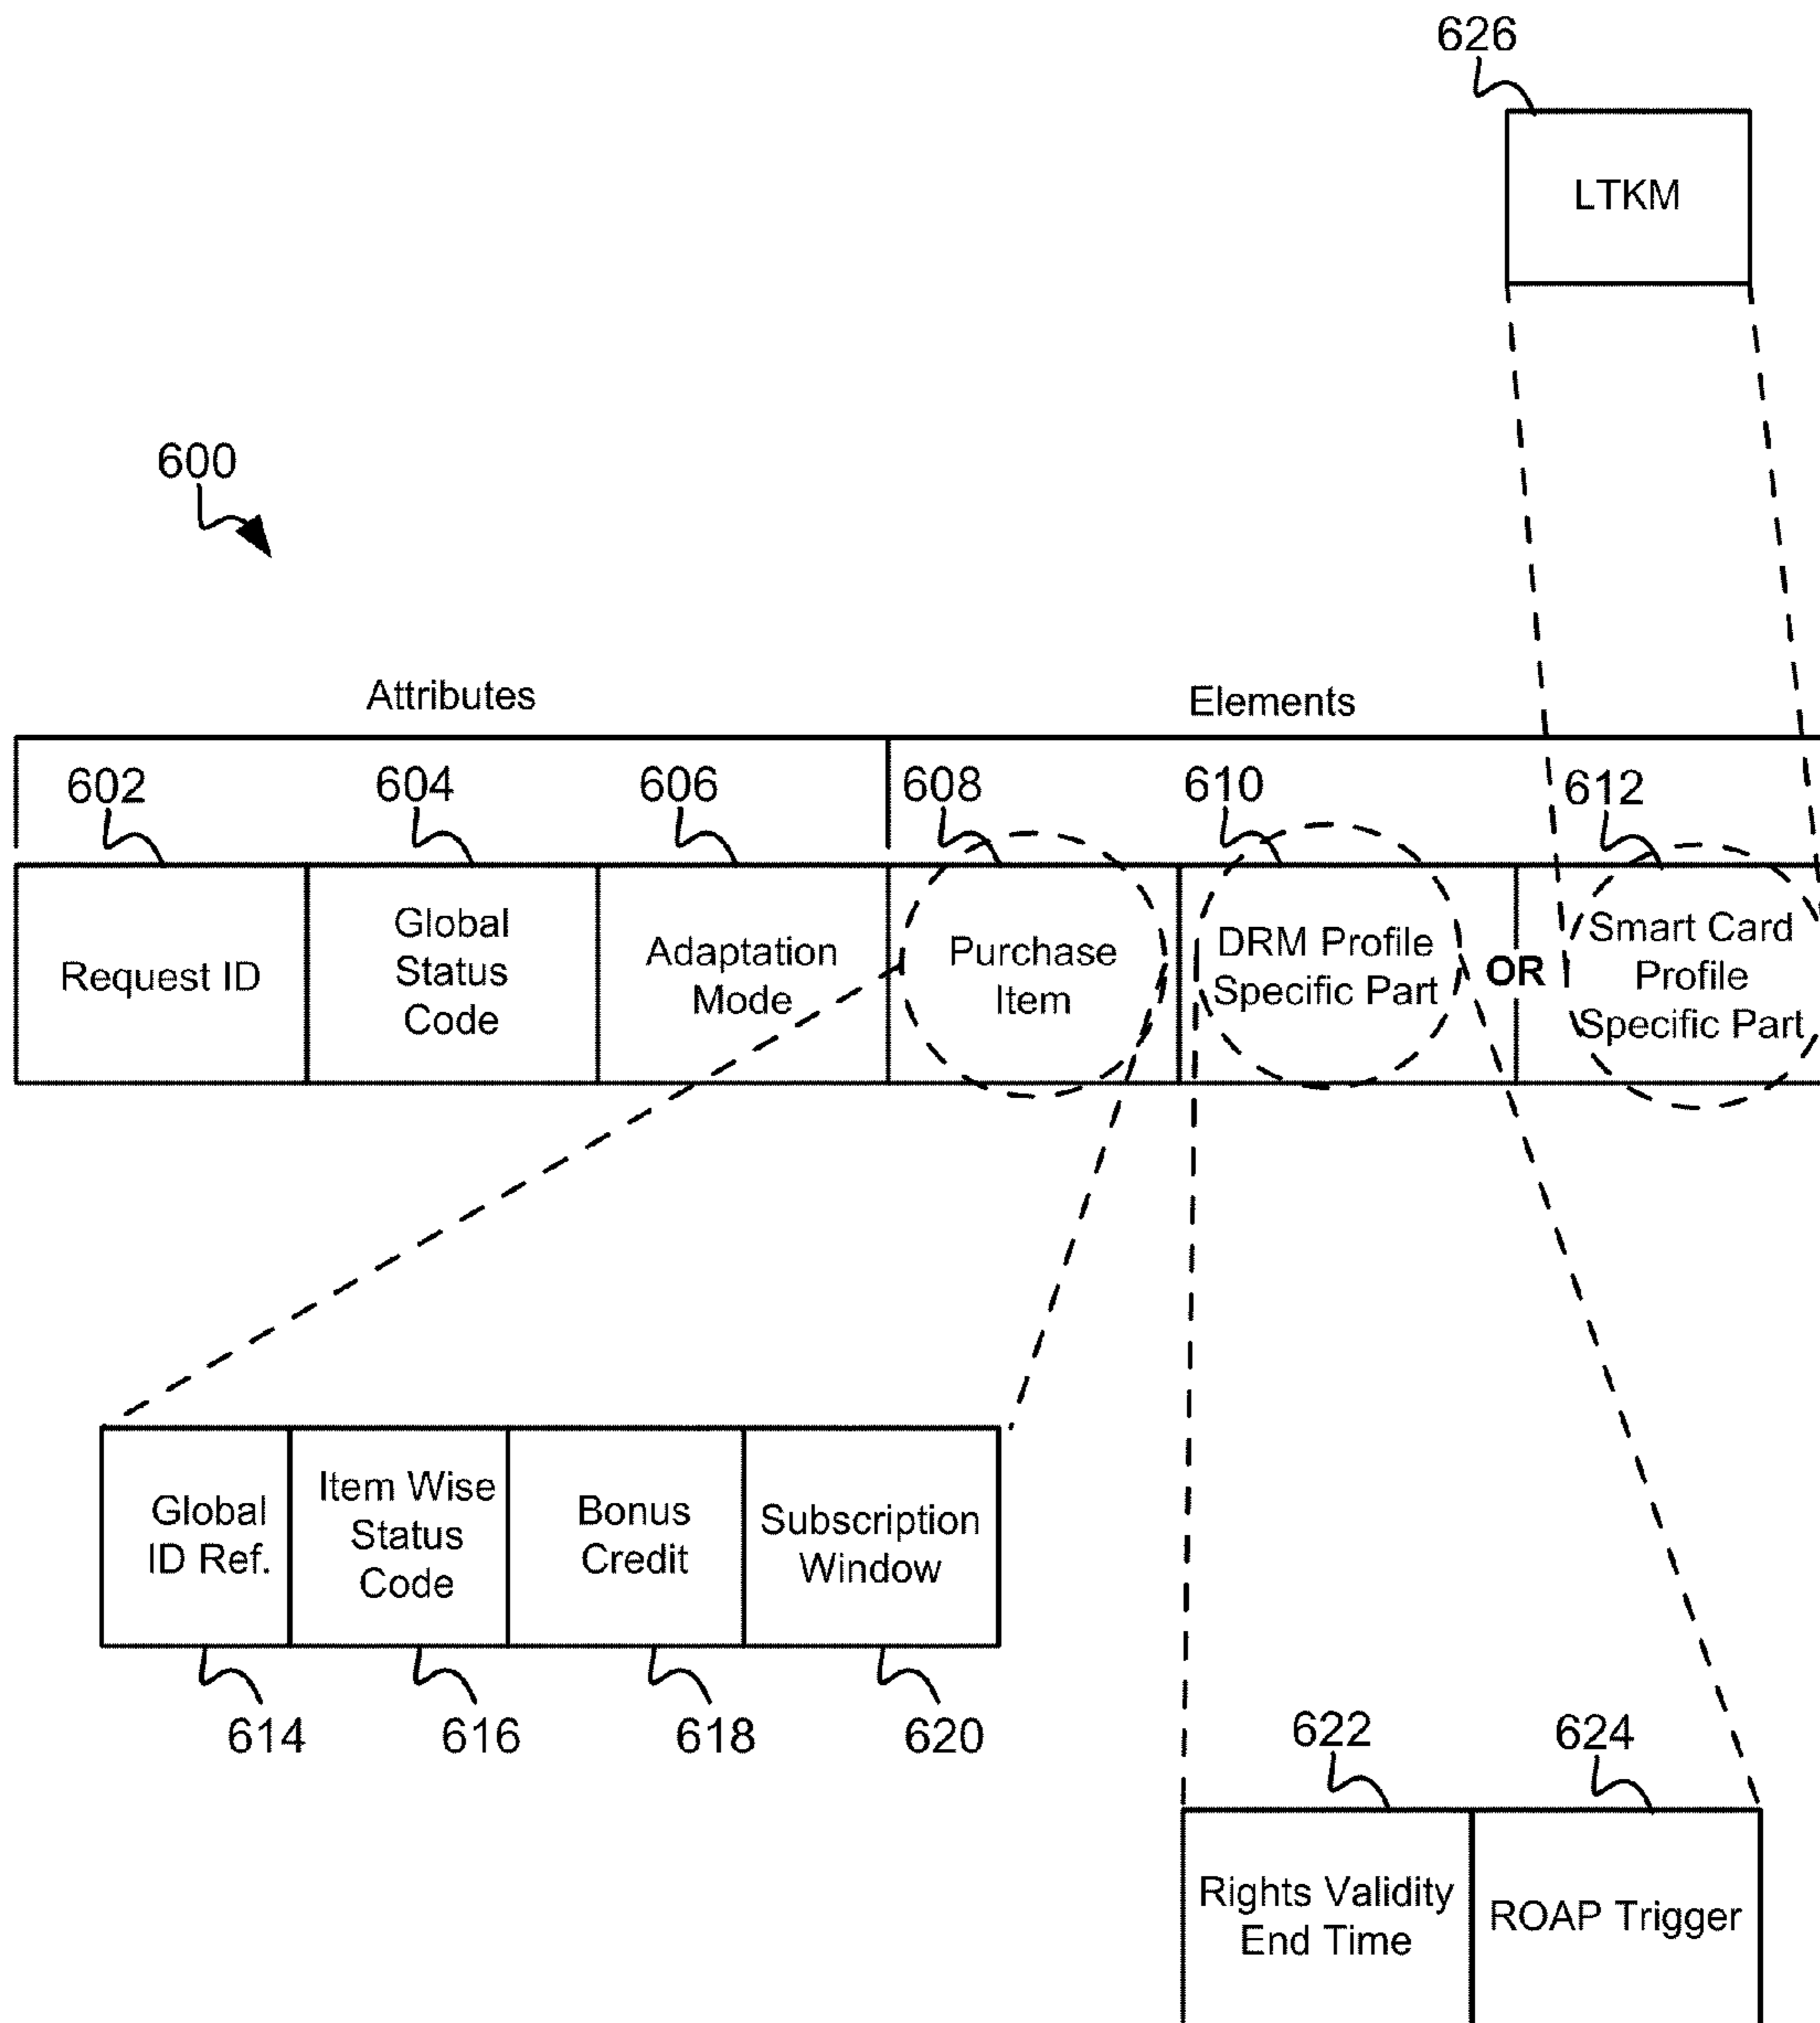 626
LTKM
600
Attributes
Elements
602
604
606
608
610
612
Request ID
Global
Status
Code
Adaptation
Mode
Purchase
Item
DRM Profile
Specific Part
OR
Smart Card
Profile
Specific Part
Global
ID Ref.
Item Wise
Status
Code
Bonus
Credit
Subscription
Window
614
616
618
620
622
624
Rights Validity
End Time
ROAP Trigger